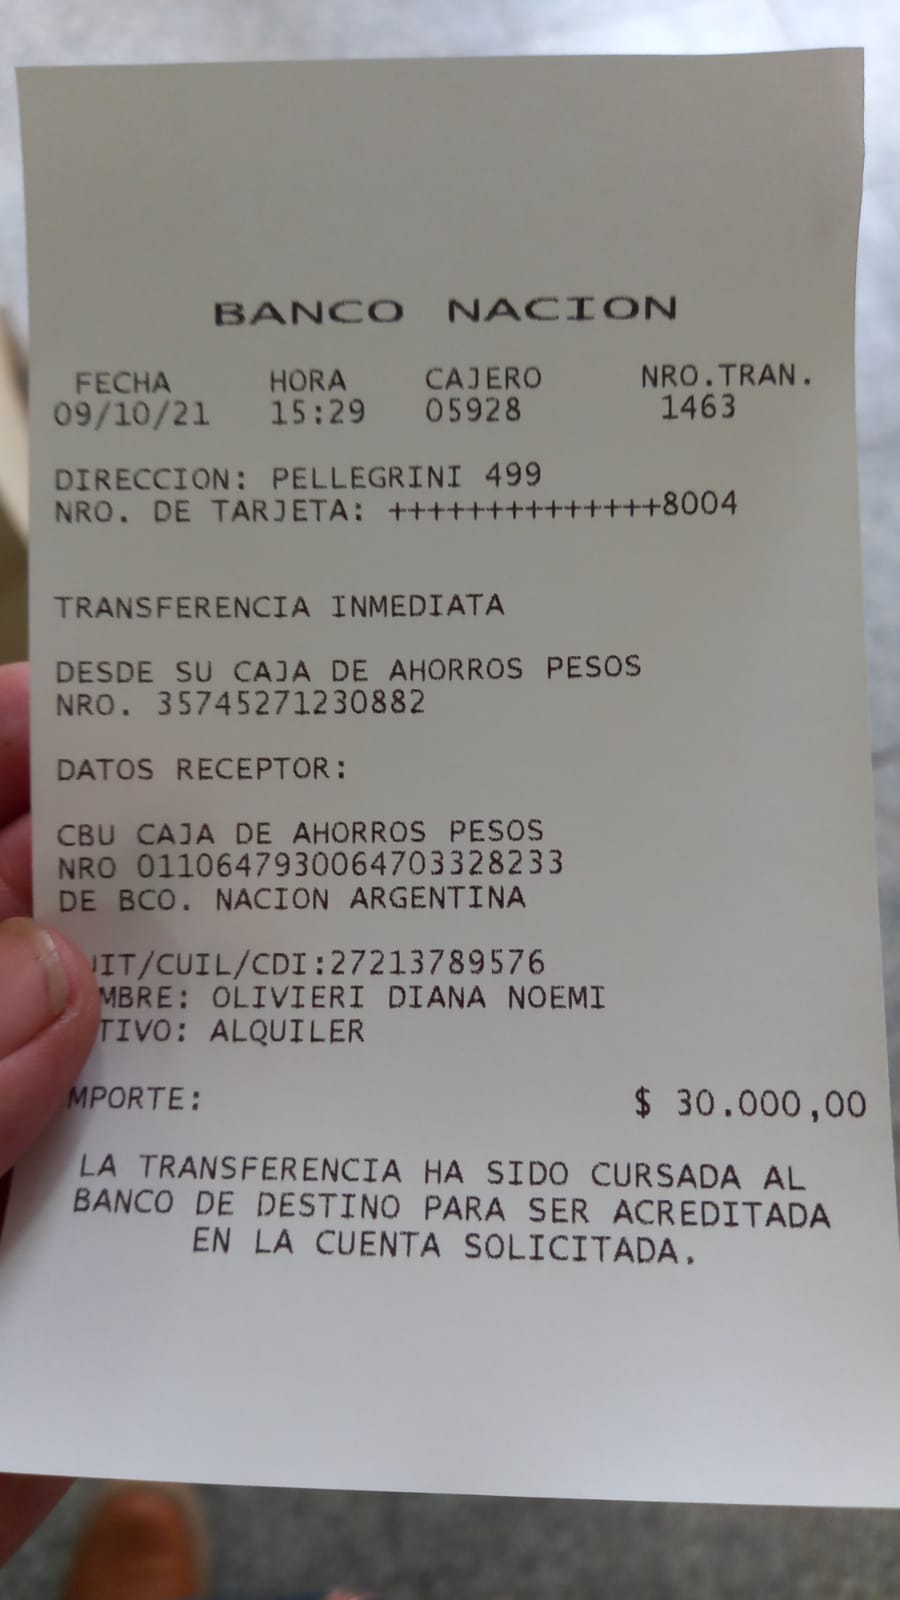 BANCO NACION
FECHA HORA CAJERO NRO.TRAN.
09/10/21 15:29 05928 1463
DIRECCION: PELLEGRINI 499
NRO. DE TARJETA: ++++++++++++++8004
TRANSFERENCIA INMEDIATA
DESDE SU CAJA DE AHORROS PESOS
NRO. 35745271230882
DATOS RECEPTOR:
CBU CAJA DE AHORROS PESOS
NRO 0110647930064703328233
DE BCO. NACION ARGENTINA
UIT/CUIL/CDI:27213789576
MBRE: OLIVIERI DIANA NOEMI
TIVO: ALQUILER
MPORTE: $ 30.000,00
LA TRANSFERENCIA HA SIDO CURSADA AL
BANCO DE DESTINO PARA SER ACREDITADA
EN LA CUENTA SOLICITADA.